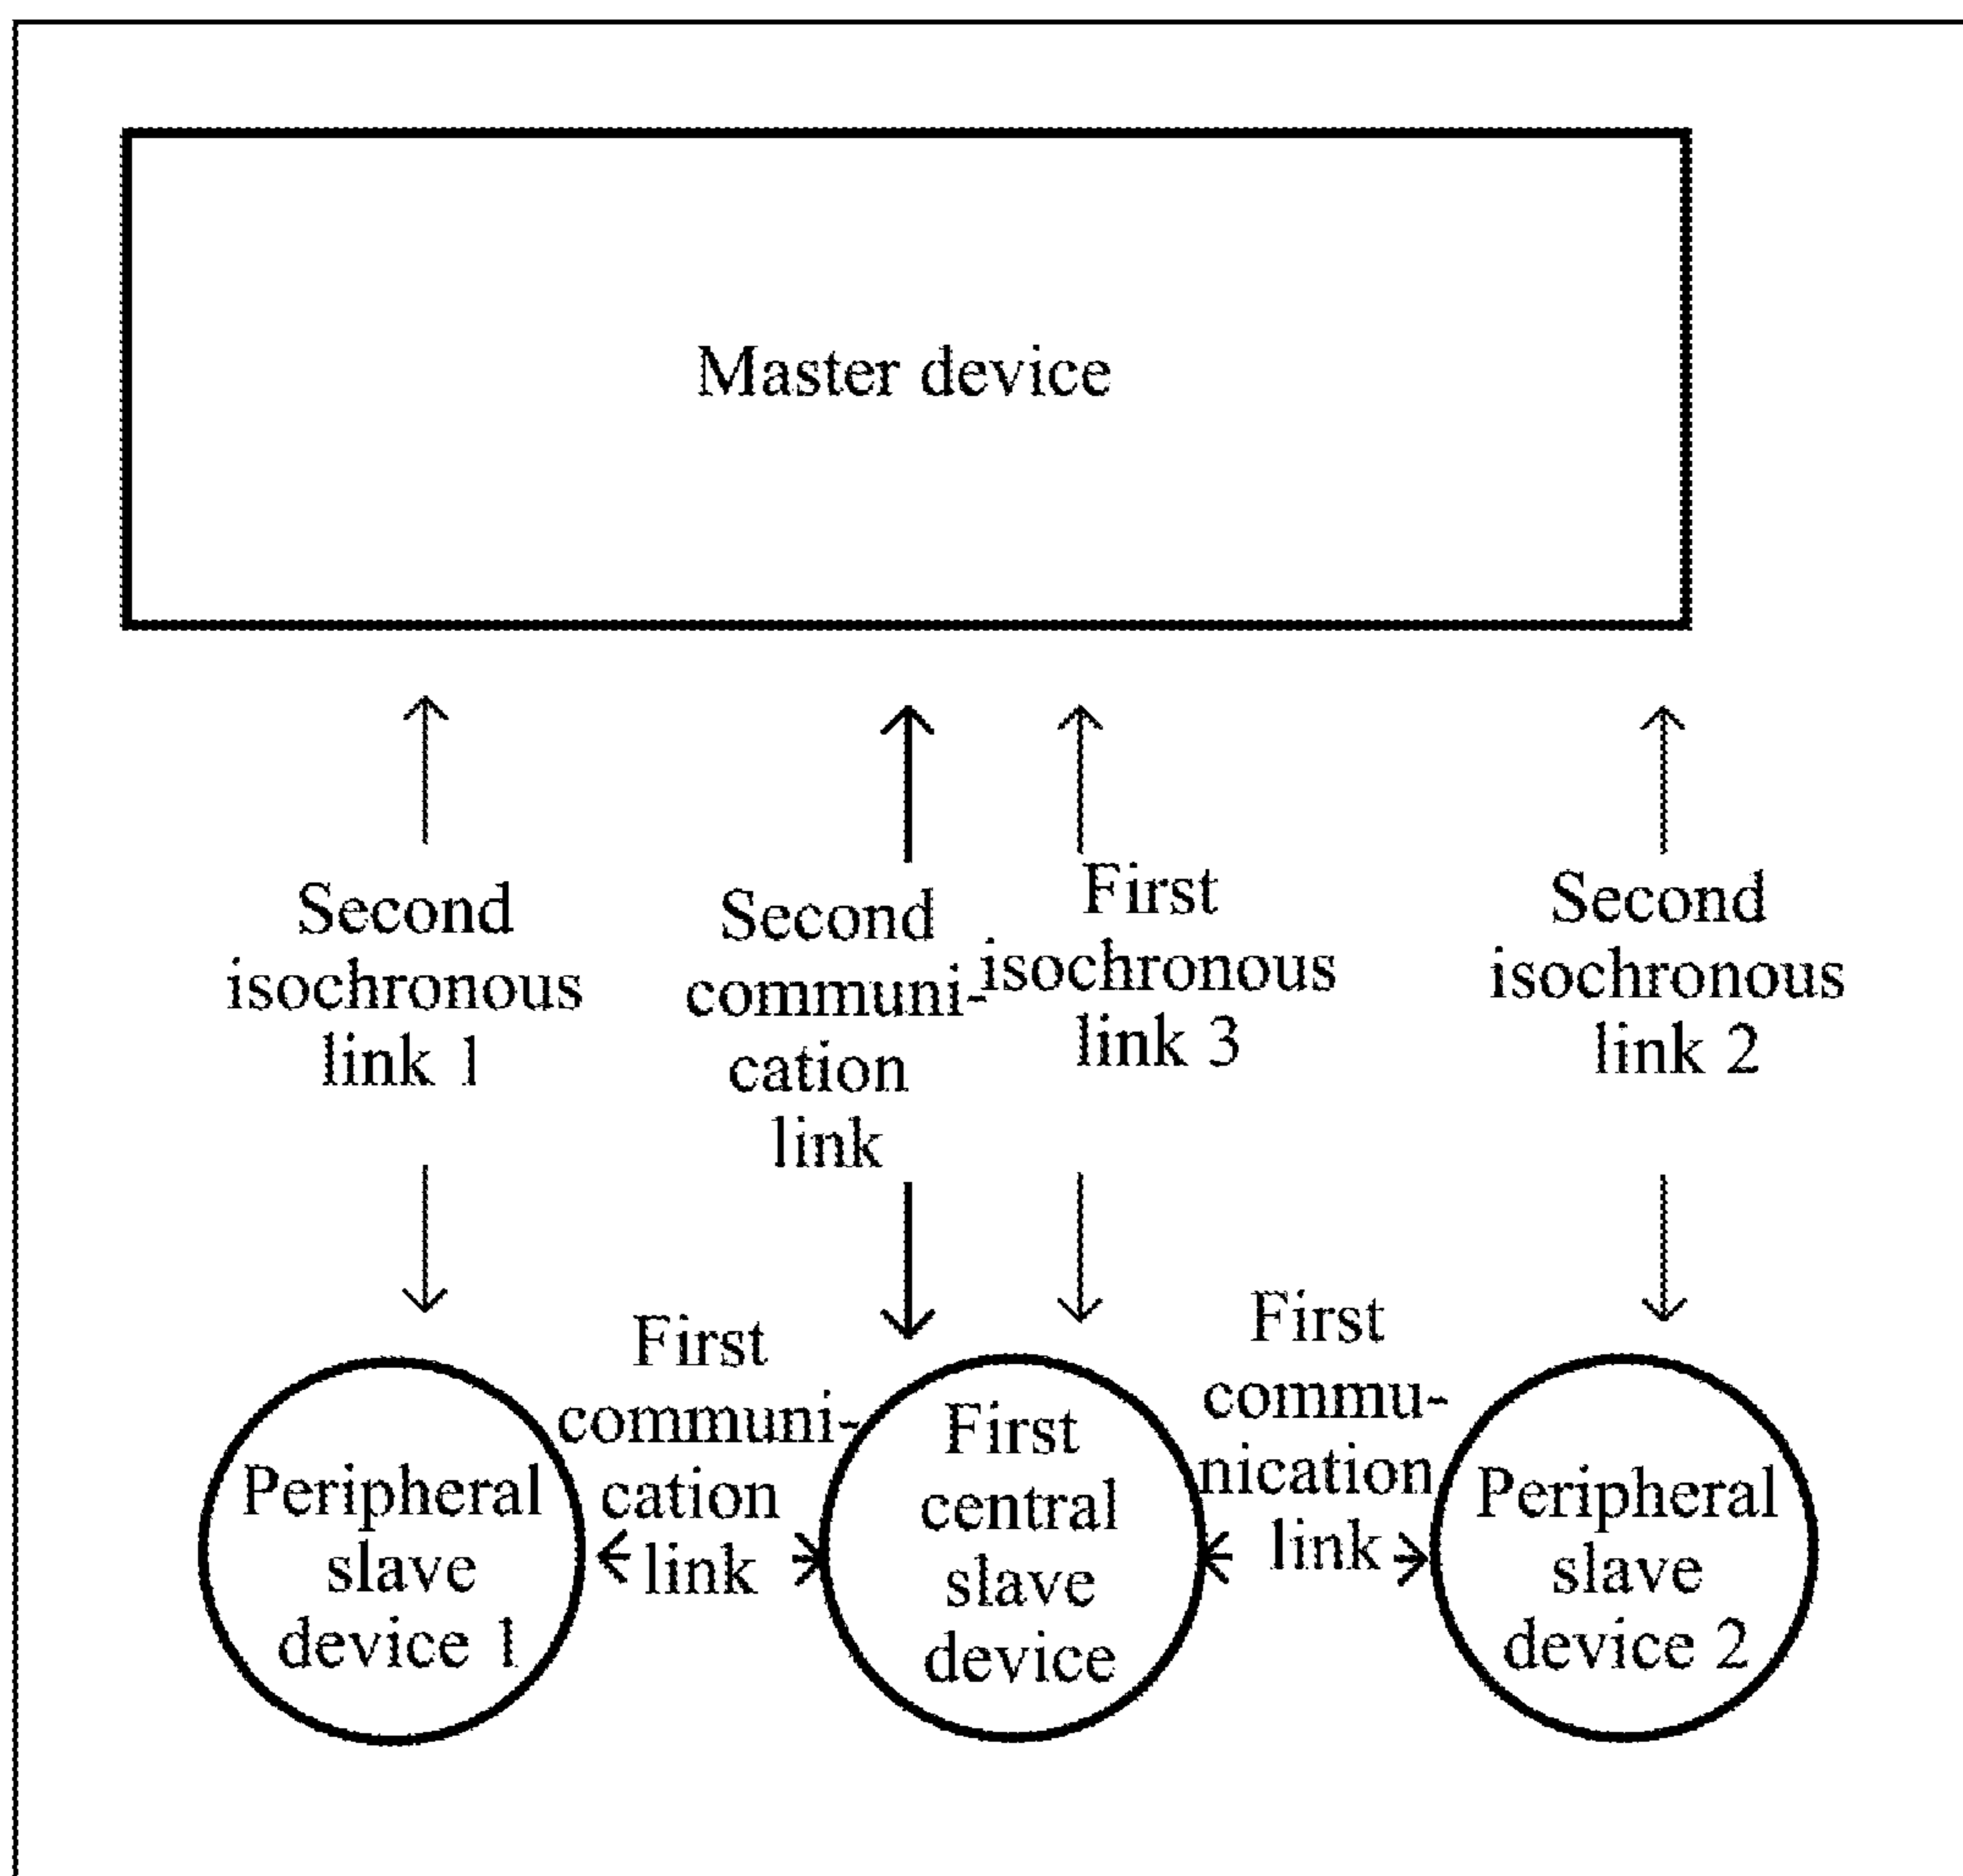 Master device
Second
isochronous
link 1
Second
communi-
cation
link
First
isochronous
link 3
Second
isochronous
link 2
Peripheral
slave
device 1
First
communi-
cation
link
First
central
slave
device
First
commu-
nication
link
Peripheral
slave
device 2